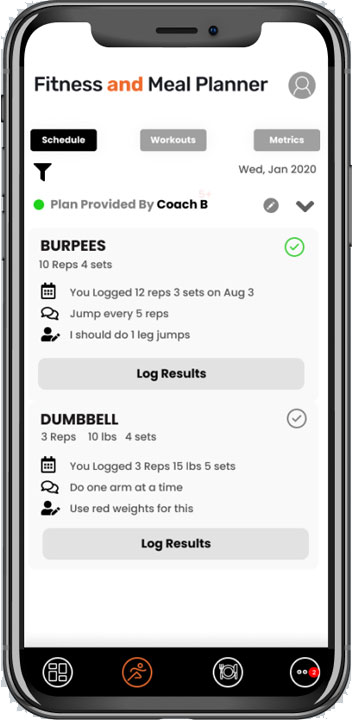 Fitness and Meal Planner
Schedule
Workouts
Metrics
Wed, Jan 2020
Plan Provided By Coach B
BURPEES
10 Reps 4 sets
You Logged 12 reps 3 sets on Aug 3
Jump every 5 reps
I should do 1 leg jumps
Log Results
DUMBBELL
3 Reps 10 lbs 4 sets
You Logged 3 Reps 15 lbs 5 sets
Do one arm at a time
Use red weights for this
Log Results
2